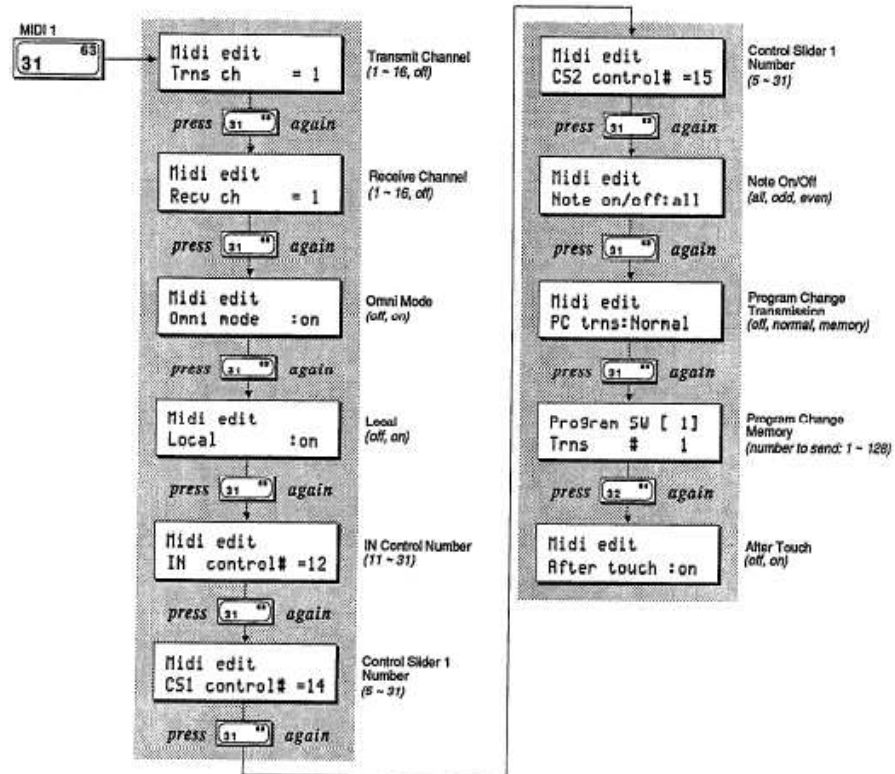 MIDI 1
31 63
Midi edit
Trns ch = 1
Transmit Channel
(1 ~ 16, off)
press 31 63 again
Midi edit
Recv ch = 1
Receive Channel
(1 ~ 16, off)
press 31 63 again
Midi edit
Omni mode :on
Omni Mode
(off, on)
press 31 63 again
Midi edit
Local :on
Local
(off, on)
press 31 63 again
Midi edit
IN control# =12
IN Control Number
(11 ~ 31)
press 31 63 again
Midi edit
CS1 control# =14
Control Slider 1
Number
(5 ~ 31)
press 31 63 again
Midi edit
CS2 control# =15
Control Slider 1
Number
(5 ~ 31)
press 31 63 again
Midi edit
Note on/off:all
Note On/Off
(all, odd, even)
press 31 63 again
Midi edit
PC trns:Normal
Program Change
Transmission
(off, normal, memory)
press 31 63 again
Program SW [ 1]
Trns # 1
Program Change
Memory
(number to send: 1 ~ 128)
press 32 again
Midi edit
After touch :on
After Touch
(off, on)